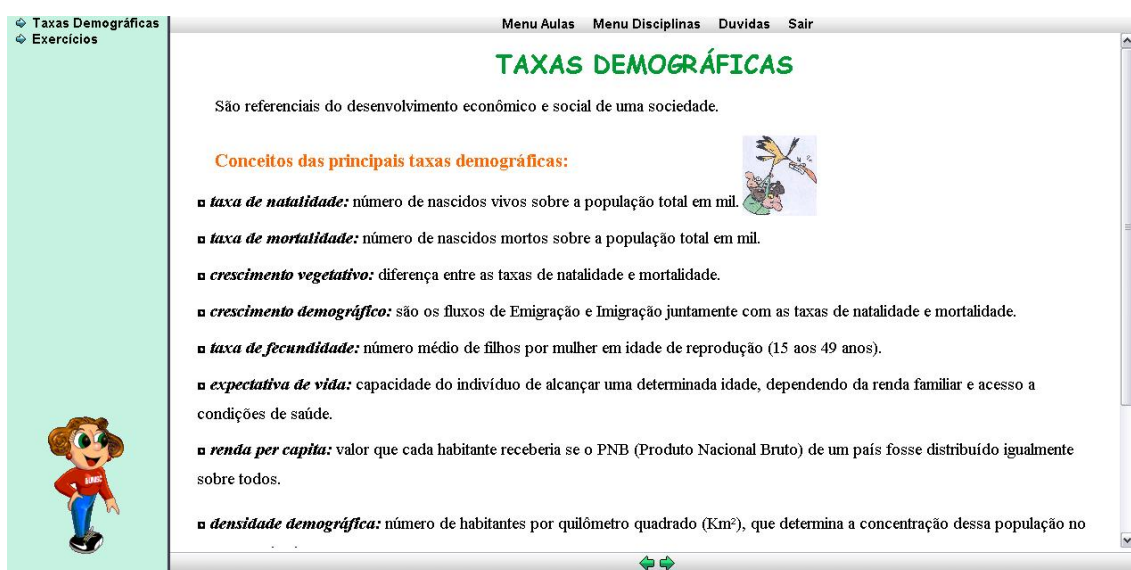 Taxas Demográficas
Exercícios
Menu Aulas Menu Disciplinas Duvidas Sair
TAXAS DEMOGRÁFICAS
São referenciais do desenvolvimento econômico e social de uma sociedade.
Conceitos das principais taxas demográficas:
taxa de natalidade: número de nascidos vivos sobre a população total em mil.
taxa de mortalidade: número de nascidos mortos sobre a população total em mil.
crescimento vegetativo: diferença entre as taxas de natalidade e mortalidade.
crescimento demográfico: são os fluxos de Emigração e Imigração juntamente com as taxas de natalidade e mortalidade.
taxa de fecundidade: número médio de filhos por mulher em idade de reprodução (15 aos 49 anos).
expectativa de vida: capacidade do indivíduo de alcançar uma determinada idade, dependendo da renda familiar e acesso a
condições de saúde.
renda per capita: valor que cada habitante receberia se o PNB (Produto Nacional Bruto) de um país fosse distribuído igualmente
sobre todos.
densidade demográfica: número de habitantes por quilômetro quadrado (Km²), que determina a concentração dessa população no